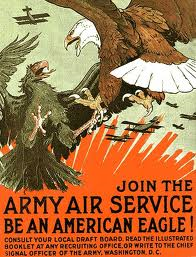 JOIN THE
ARMY AIR SERVICE
BE AN AMERICAN EAGLE!
CONSULT YOUR LOCAL DRAFT BOARD. READ THE ILLUSTRATED
BOOKLET AT ANY RECRUITING OFFICE, OR WRITE TO THE CHIEF
SIGNAL OFFICER OF THE ARMY, WASHINGTON, D.C.